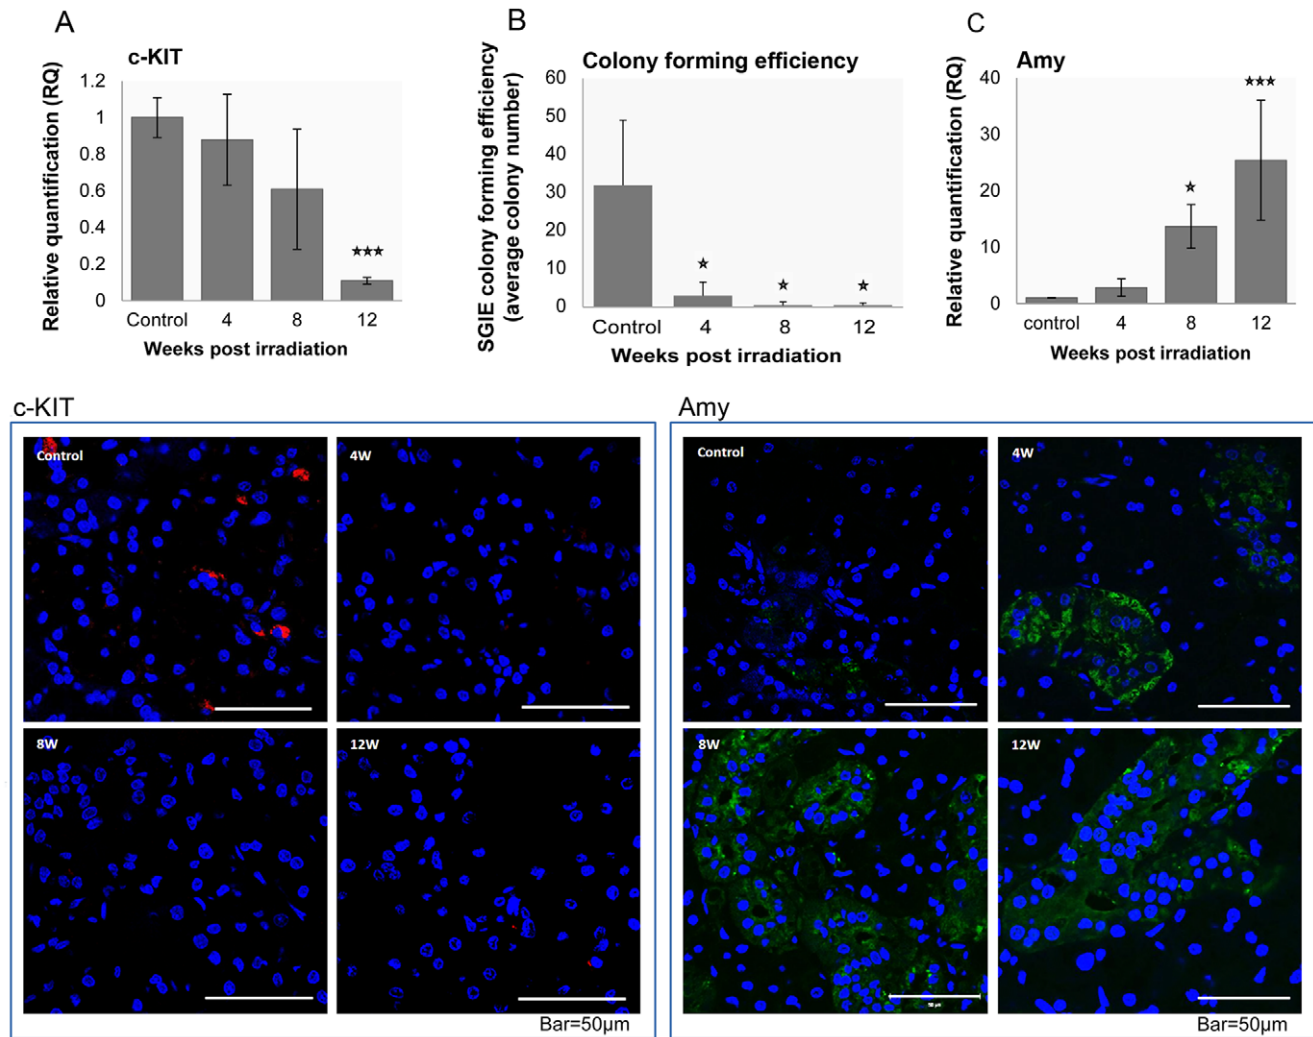 A
c-KIT
Relative quantification (RQ)
1.2
1
0.8
0.6
0.4
0.2
0
★★★
Control 4 8 12
Weeks post irradiation
B
Colony forming efficiency
SGIE colony forming efficiency
(average colony number)
60
50
40
30
20
10
0
★ ★ ★
Control 4 8 12
Weeks post irradiation
C
Amy
Relative quantification (RQ)
40
30
20
10
0
★ ★★★
control 4 8 12
Weeks post irradiation
c-KIT
Control
4W
8W
12W
Bar=50μm
Amy
Control
4W
8W
12W
Bar=50μm